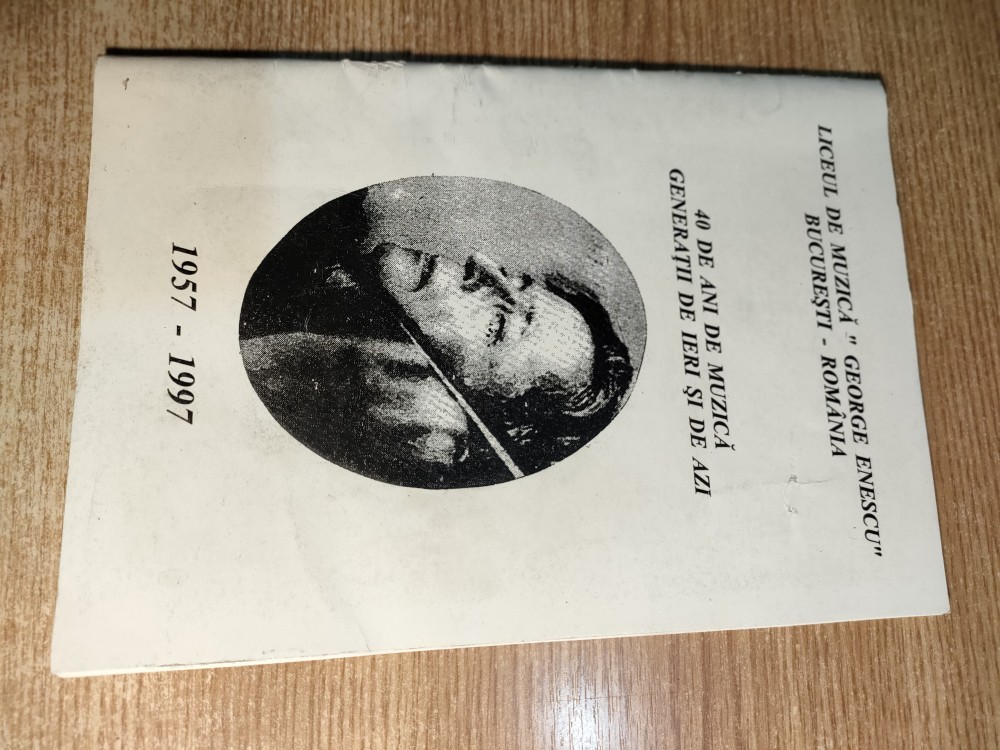 LICEUL DE MUZICĂ " GEORGE ENESCU"
BUCUREŞTI - ROMÂNIA
40 DE ANI DE MUZICĂ
GENERAŢII DE IERI ŞI DE AZI
1957 - 1997